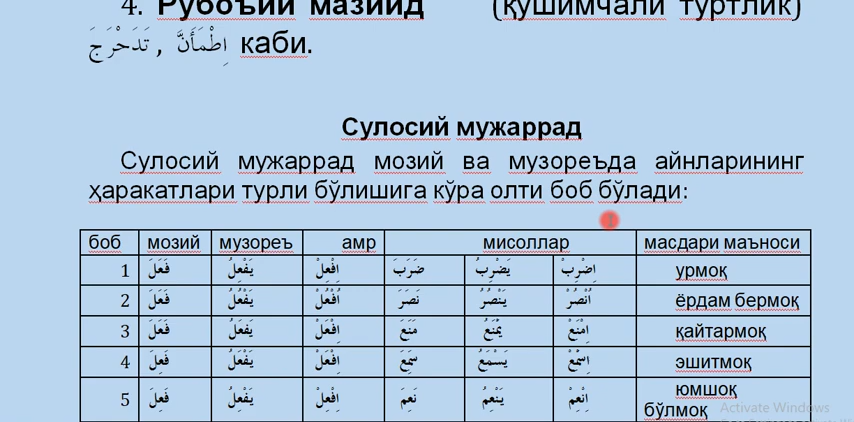 4. Рубоъий мазийд (қўшимчали тўртлик)
تَدَحْرَجَ , اِطْمَأَنَّ каби.
Сулосий мужаррад
Сулосий мужаррад мозий ва музореъда айнларининг
ҳаракатлари турли бўлишига кўра олти боб бўлади:
боб мозий музореъ амр мисоллар масдари маъноси
1 فَعَلَ يَفْعِلُ اِفْعِلْ ضَرَبَ يَضْرِبُ اِضْرِبْ урмоқ
2 فَعَلَ يَفْعُلُ اُفْعُلْ نَصَرَ يَنْصُرُ اُنْصُرْ ёрдам бермоқ
3 فَعَلَ يَفْعَلُ اِفْعَلْ مَنَعَ يَمْنَعُ اِمْنَعْ қайтармоқ
4 فَعِلَ يَفْعَلُ اِفْعَلْ سَمِعَ يَسْمَعُ اِسْمَعْ эшитмоқ
5 فَعِلَ يَفْعِلُ اِفْعِلْ نَعِمَ يَنْعِمُ اِنْعِمْ юмшоқ
бўлмоқ
Activate Windows